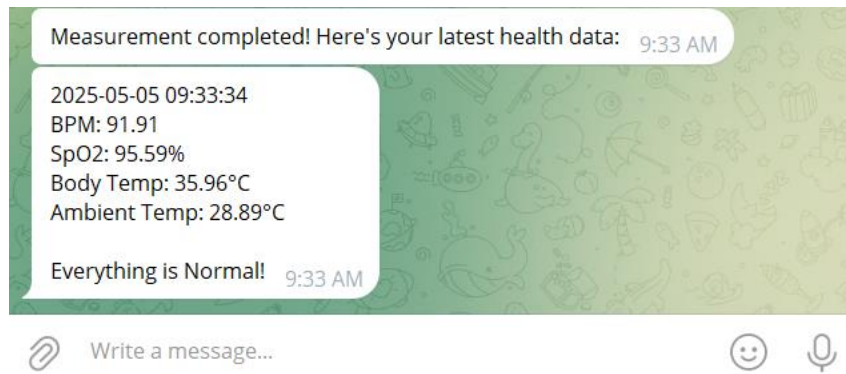 Measurement completed! Here's your latest health data: 9:33 AM
2025-05-05 09:33:34
BPM: 91.91
SpO2: 95.59%
Body Temp: 35.96°C
Ambient Temp: 28.89°C
Everything is Normal! 9:33 AM
Write a message...